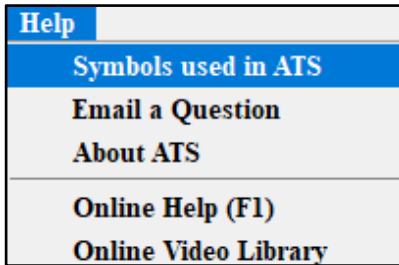 Help
Symbols used in ATS
Email a Question
About ATS
Online Help (F1)
Online Video Library